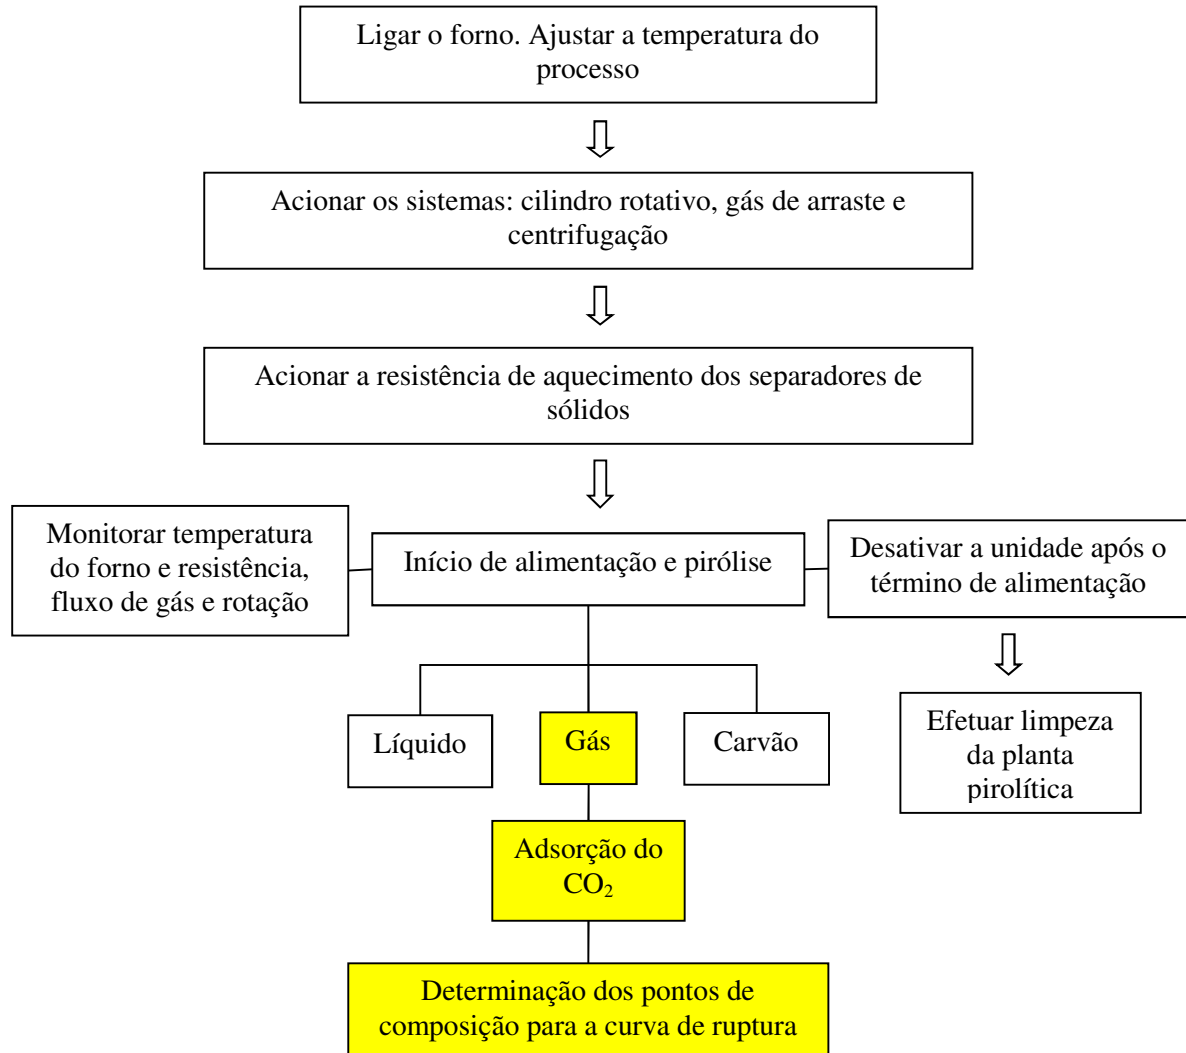 Ligar o forno. Ajustar a temperatura do
processo
Acionar os sistemas: cilindro rotativo, gás de arraste e
centrifugação
Acionar a resistência de aquecimento dos separadores de
sólidos
Monitorar temperatura
do forno e resistência,
fluxo de gás e rotação
Início de alimentação e pirólise
Desativar a unidade após o
término de alimentação
Líquido
Gás
Carvão
Efetuar limpeza
da planta
pirolítica
Adsorção do
CO₂
Determinação dos pontos de
composição para a curva de ruptura